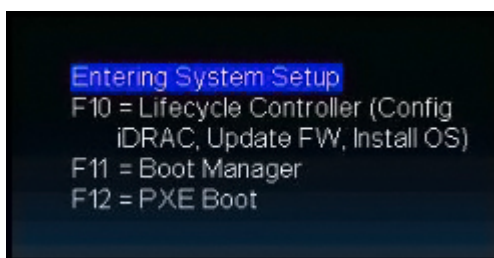 Entering System Setup
F10 = Lifecycle Controller (Config
iDRAC, Update FW, Install OS)
F11 = Boot Manager
F12 = PXE Boot